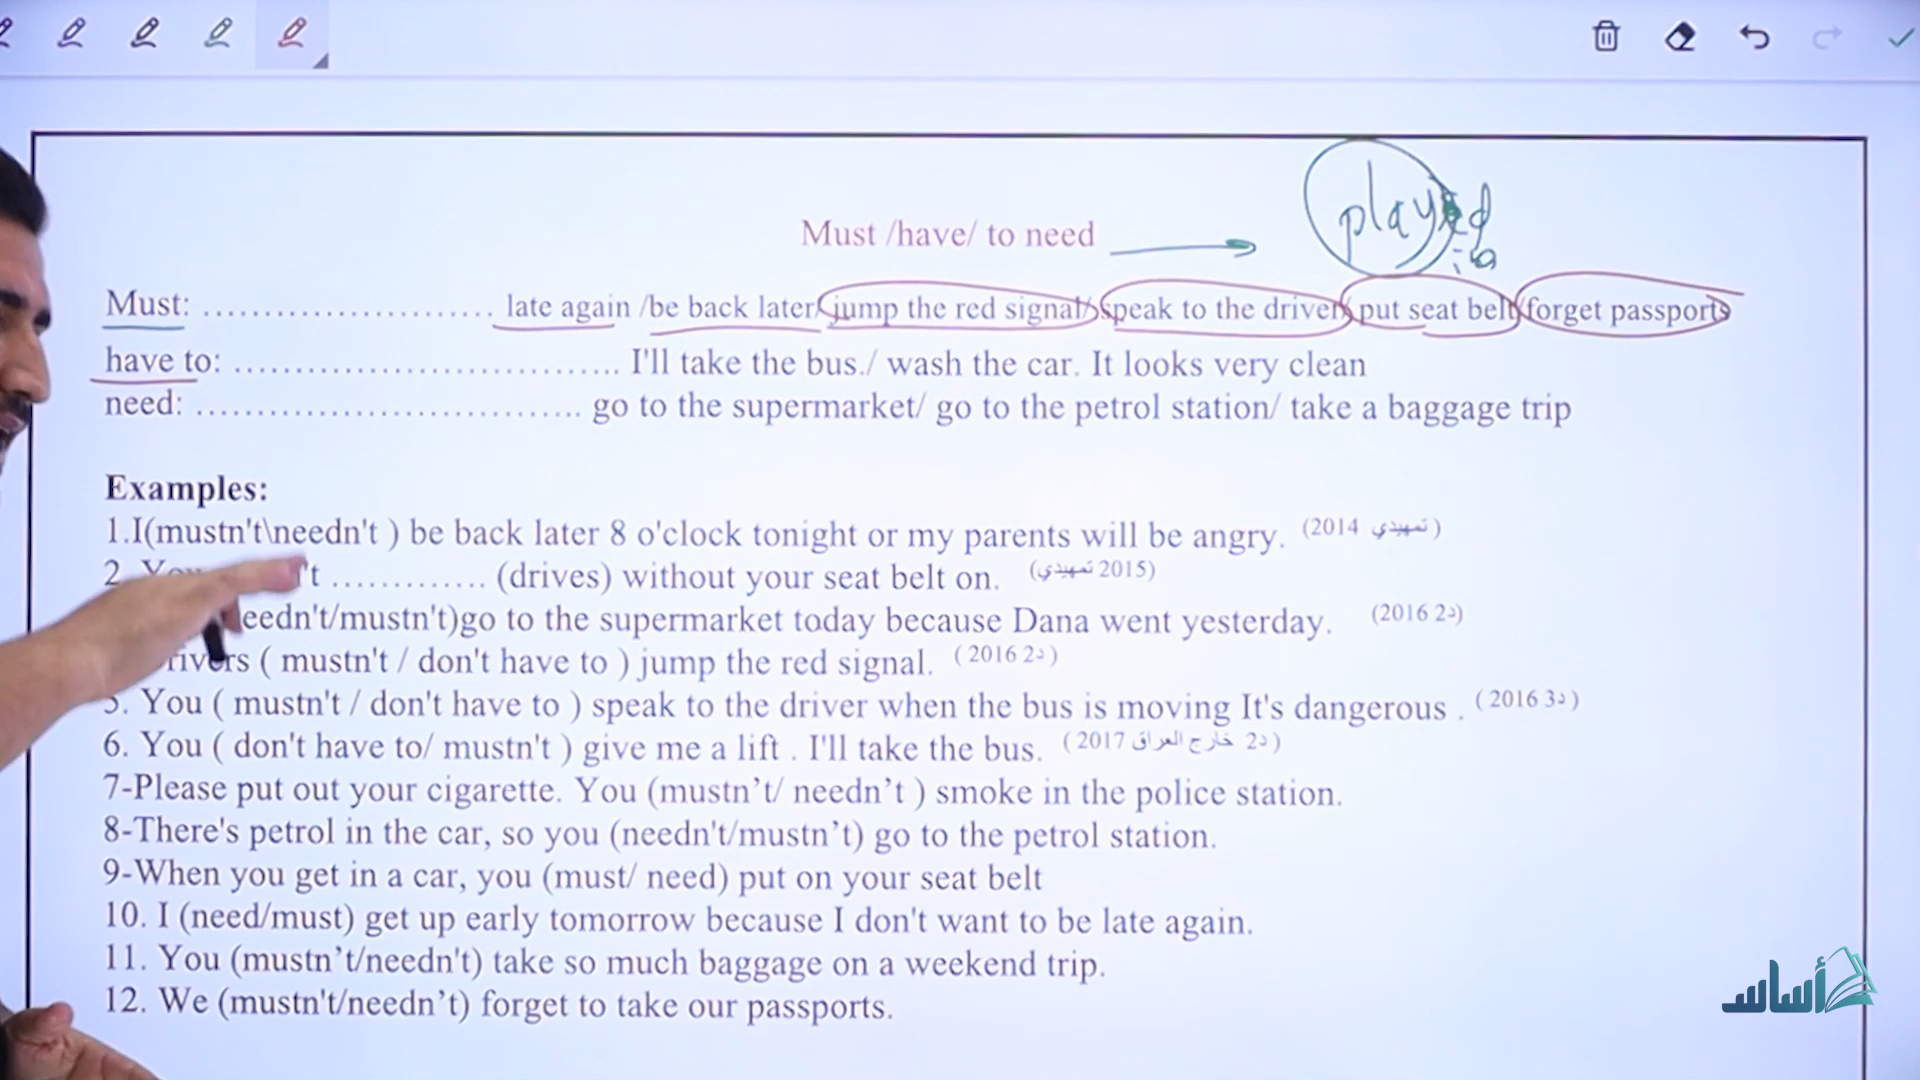 played
Must /have/ to need
Must: ............................ late again /be back later/ jump the red signal/ speak to the driver/ put seat belt/forget passports
have to: .................................... I'll take the bus./ wash the car. It looks very clean
need: .................................... go to the supermarket/ go to the petrol station/ take a baggage trip
Examples:
1.I(mustn't\needn't ) be back later 8 o'clock tonight or my parents will be angry. (2014 تمهيدي)
2. You 't ............. (drives) without your seat belt on. (2015 تمهيدي)
eedn't/mustn't)go to the supermarket today because Dana went yesterday. (2016 د2)
rivers ( mustn't / don't have to ) jump the red signal. (2016 د2)
5. You ( mustn't / don't have to ) speak to the driver when the bus is moving It's dangerous . (2016 د3)
6. You ( don't have to/ mustn't ) give me a lift . I'll take the bus. (2017 د2 خارج العراق)
7-Please put out your cigarette. You (mustn’t/ needn’t ) smoke in the police station.
8-There's petrol in the car, so you (needn't/mustn’t) go to the petrol station.
9-When you get in a car, you (must/ need) put on your seat belt
10. I (need/must) get up early tomorrow because I don't want to be late again.
11. You (mustn’t/needn't) take so much baggage on a weekend trip.
12. We (mustn't/needn’t) forget to take our passports.
أساس